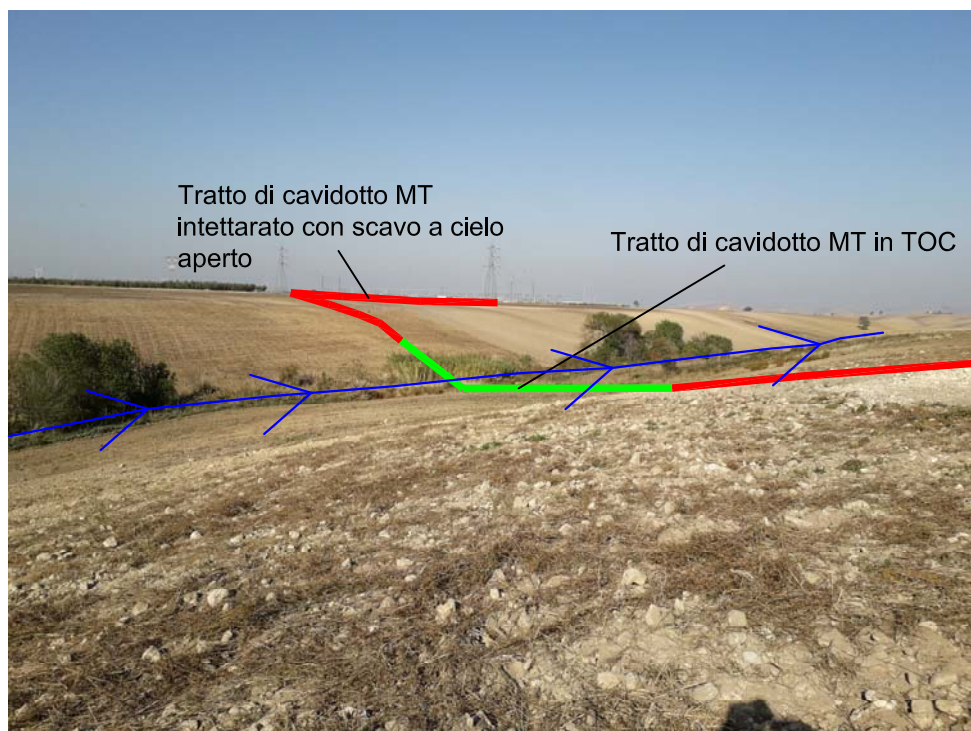 Tratto di cavidotto MT
intettarato con scavo a cielo
aperto
Tratto di cavidotto MT in TOC